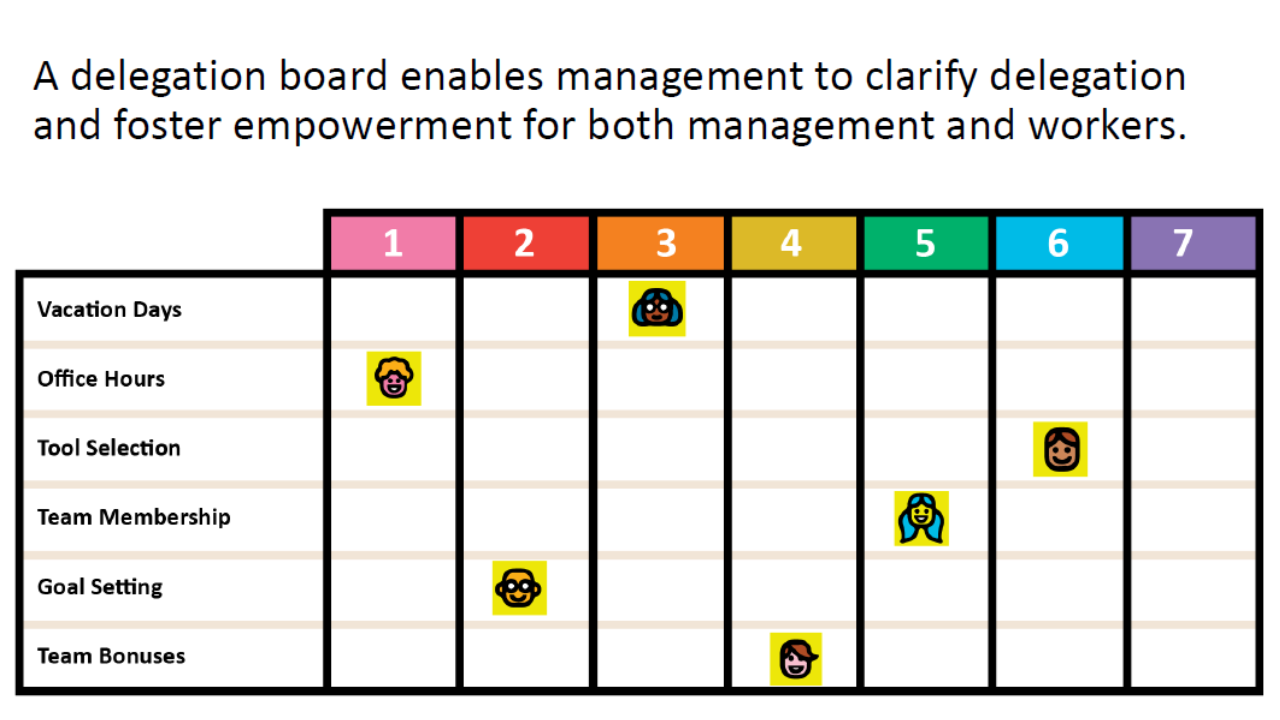 A delegation board enables management to clarify delegation
and foster empowerment for both management and workers.
1 2 3 4 5 6 7
Vacation Days
Office Hours
Tool Selection
Team Membership
Goal Setting
Team Bonuses